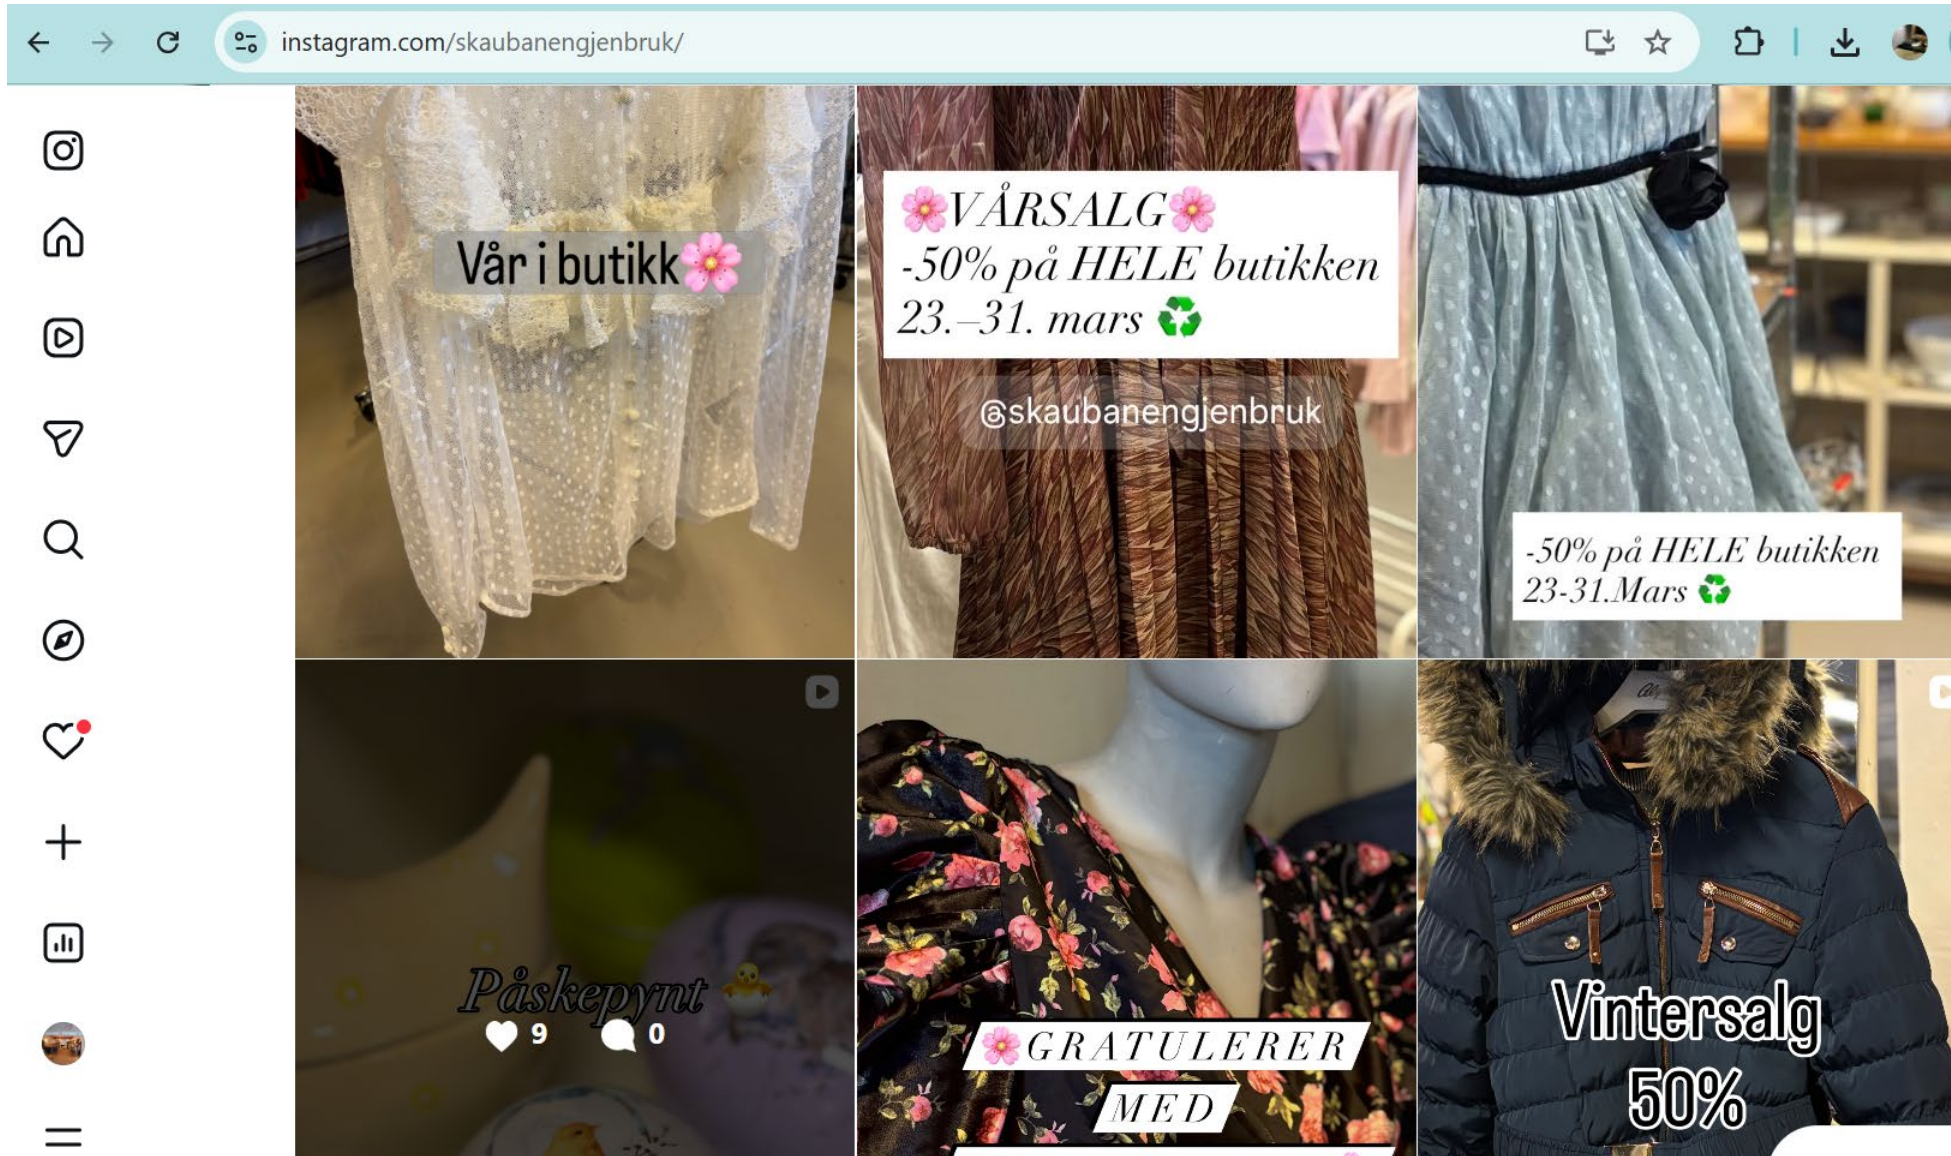 instagram.com/skaubanengjenbruk/
Vår i butikk🌸
🌸VÅRSALG🌸
-50% på HELE butikken
23.–31. mars ♻️
@skaubanengjenbruk
-50% på HELE butikken
23-31.Mars ♻️
Påskepynt 🐣
9 0
🌸GRATULERER
MED
Vintersalg
50%